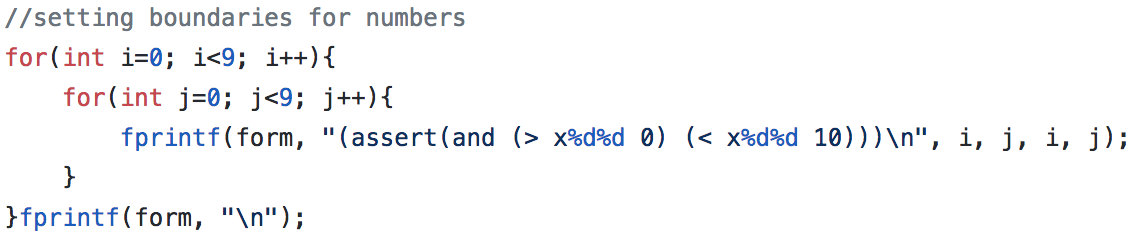 //setting boundaries for numbers
for(int i=0; i<9; i++){
    for(int j=0; j<9; j++){
        fprintf(form, "(assert(and (> x%d%d 0) (< x%d%d 10)))\n", i, j, i, j);
    }
}fprintf(form, "\n");